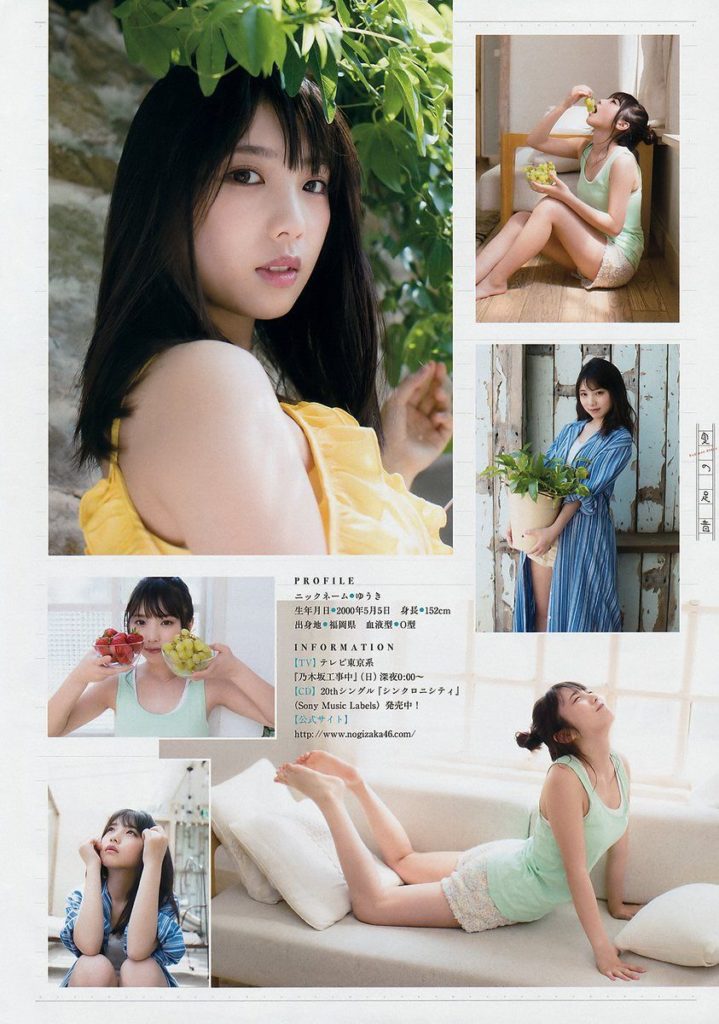 夏の足音
PROFILE
ニックネーム●ゆうき
生年月日●2000年5月5日 身長●152cm
出身地●福岡県 血液型●O型
INFORMATION
【TV】テレビ東京系
「乃木坂工事中」(日)深夜0:00〜
【CD】20thシングル『シンクロニシティ』
(Sony Music Labels) 発売中!
【公式サイト】
http://www.nogizaka46.com/